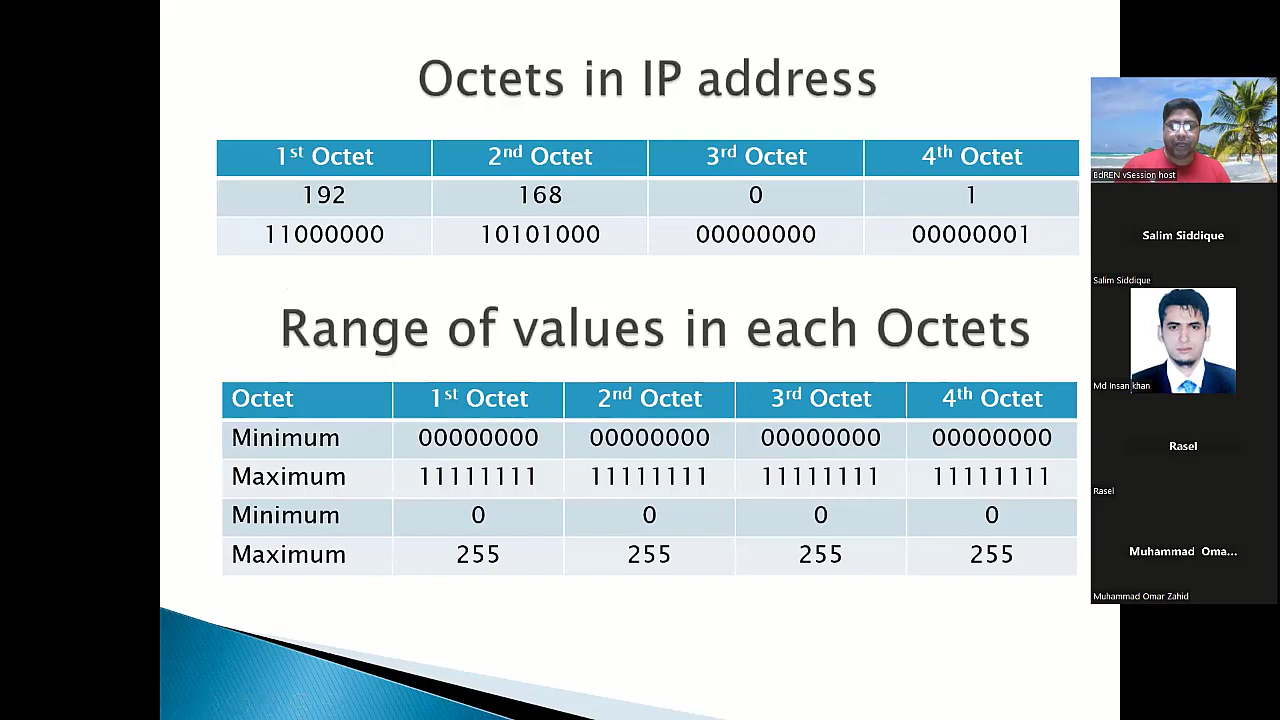 Octets in IP address
1st Octet 2nd Octet 3rd Octet 4th Octet
192 168 0 1
11000000 10101000 00000000 00000001
Range of values in each Octets
Octet 1st Octet 2nd Octet 3rd Octet 4th Octet
Minimum 00000000 00000000 00000000 00000000
Maximum 11111111 11111111 11111111 11111111
Minimum 0 0 0 0
Maximum 255 255 255 255
EdREN vSession host
Salim Siddique
Salim Siddique
Md Insan khan
Rasel
Rasel
Muhammad Oma...
Muhammad Omar Zahid